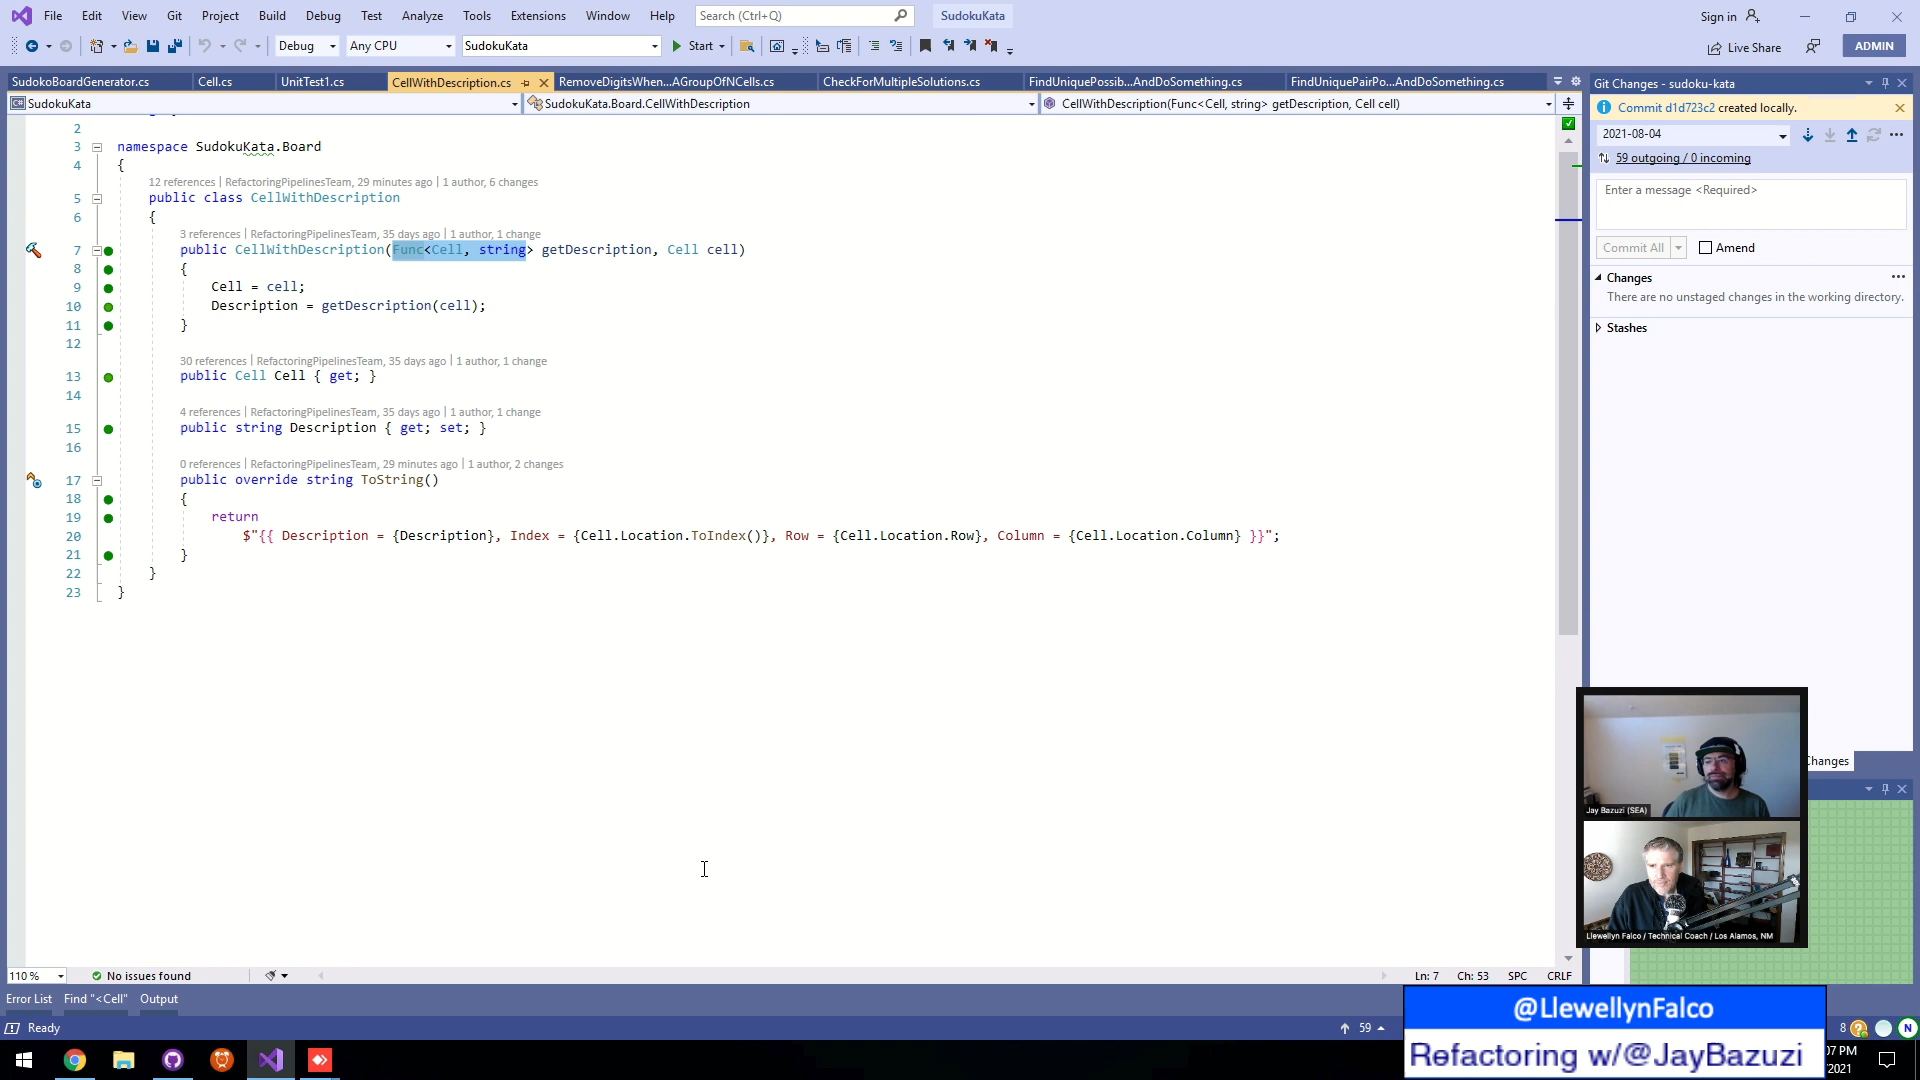 File Edit View Git Project Build Debug Test Analyze Tools Extensions Window Help Search (Ctrl+Q) SudokuKata Sign in
Debug Any CPU SudokuKata Start Live Share ADMIN
SudokoBoardGenerator.cs Cell.cs UnitTest1.cs CellWithDescription.cs RemoveDigitsWhen...AGroupOfNCells.cs CheckForMultipleSolutions.cs FindUniquePossib...AndDoSomething.cs FindUniquePairPo...AndDoSomething.cs
SudokuKata SudokuKata.Board.CellWithDescription CellWithDescription(Func<Cell, string> getDescription, Cell cell)
2
3 namespace SudokuKata.Board
4 {
12 references | RefactoringPipelinesTeam, 29 minutes ago | 1 author, 6 changes
5 public class CellWithDescription
6 {
3 references | RefactoringPipelinesTeam, 35 days ago | 1 author, 1 change
7 public CellWithDescription(Func<Cell, string> getDescription, Cell cell)
8 {
9 Cell = cell;
10 Description = getDescription(cell);
11 }
12
30 references | RefactoringPipelinesTeam, 35 days ago | 1 author, 1 change
13 public Cell Cell { get; }
14
4 references | RefactoringPipelinesTeam, 35 days ago | 1 author, 1 change
15 public string Description { get; set; }
16
0 references | RefactoringPipelinesTeam, 29 minutes ago | 1 author, 2 changes
17 public override string ToString()
18 {
19 return
20 $"{{ Description = {Description}, Index = {Cell.Location.ToIndex()}, Row = {Cell.Location.Row}, Column = {Cell.Location.Column} }}";
21 }
22 }
23 }
Git Changes - sudoku-kata
Commit d1d723c2 created locally.
2021-08-04
59 outgoing / 0 incoming
Enter a message <Required>
Commit All Amend
Changes
There are no unstaged changes in the working directory.
Stashes
Changes
Jay Bazuzi (SEA)
Llewellyn Falco / Technical Coach / Los Alamos, NM
110 % No issues found Ln: 7 Ch: 53 SPC CRLF
Error List Find "<Cell" Output
Ready 59 8 N
@LlewellynFalco
Refactoring w/@JayBazuzi
07 PM
2021